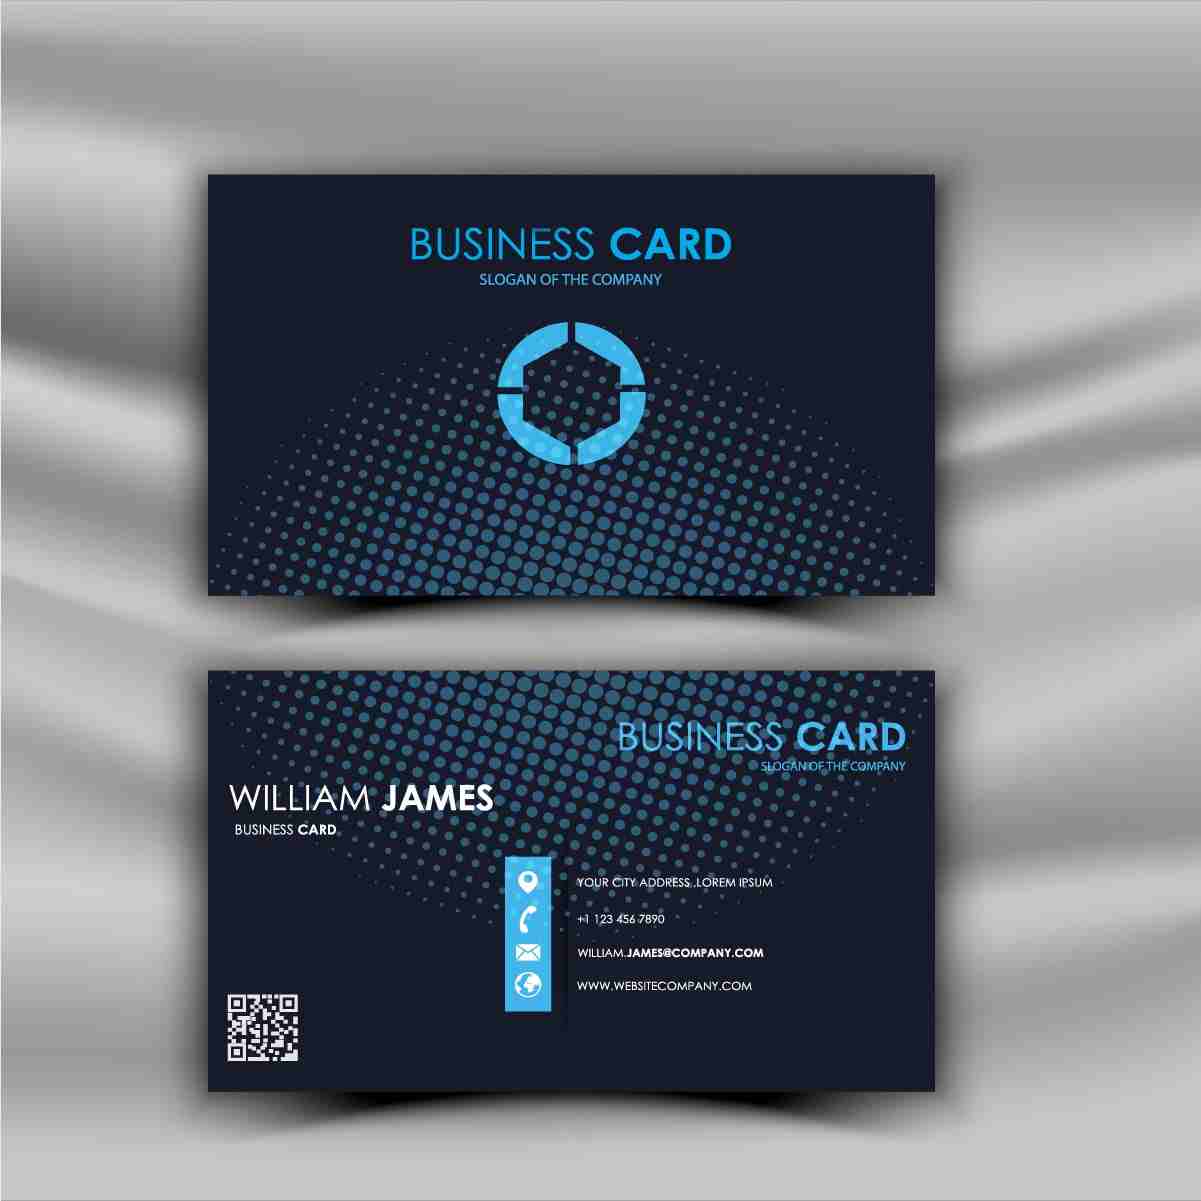 BUSINESS CARD
SLOGAN OF THE COMPANY
BUSINESS CARD
SLOGAN OF THE COMPANY
WILLIAM JAMES
BUSINESS CARD
YOUR CITY ADDRESS,.LOREM IPSUM
+1 123 456 7890
WILLIAM.JAMES@COMPANY.COM
WWW.WEBSITECOMPANY.COM